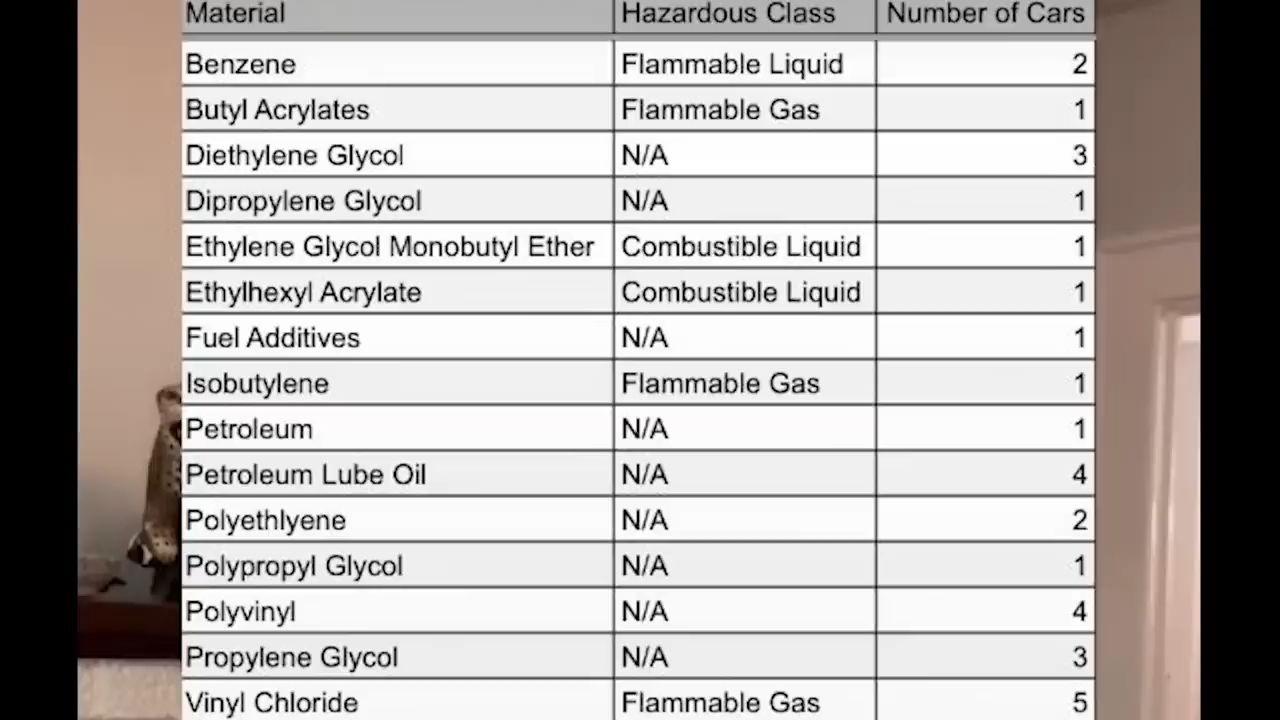 Material Hazardous Class Number of Cars
Benzene Flammable Liquid 2
Butyl Acrylates Flammable Gas 1
Diethylene Glycol N/A 3
Dipropylene Glycol N/A 1
Ethylene Glycol Monobutyl Ether Combustible Liquid 1
Ethylhexyl Acrylate Combustible Liquid 1
Fuel Additives N/A 1
Isobutylene Flammable Gas 1
Petroleum N/A 1
Petroleum Lube Oil N/A 4
Polyethlyene N/A 2
Polypropyl Glycol N/A 1
Polyvinyl N/A 4
Propylene Glycol N/A 3
Vinyl Chloride Flammable Gas 5